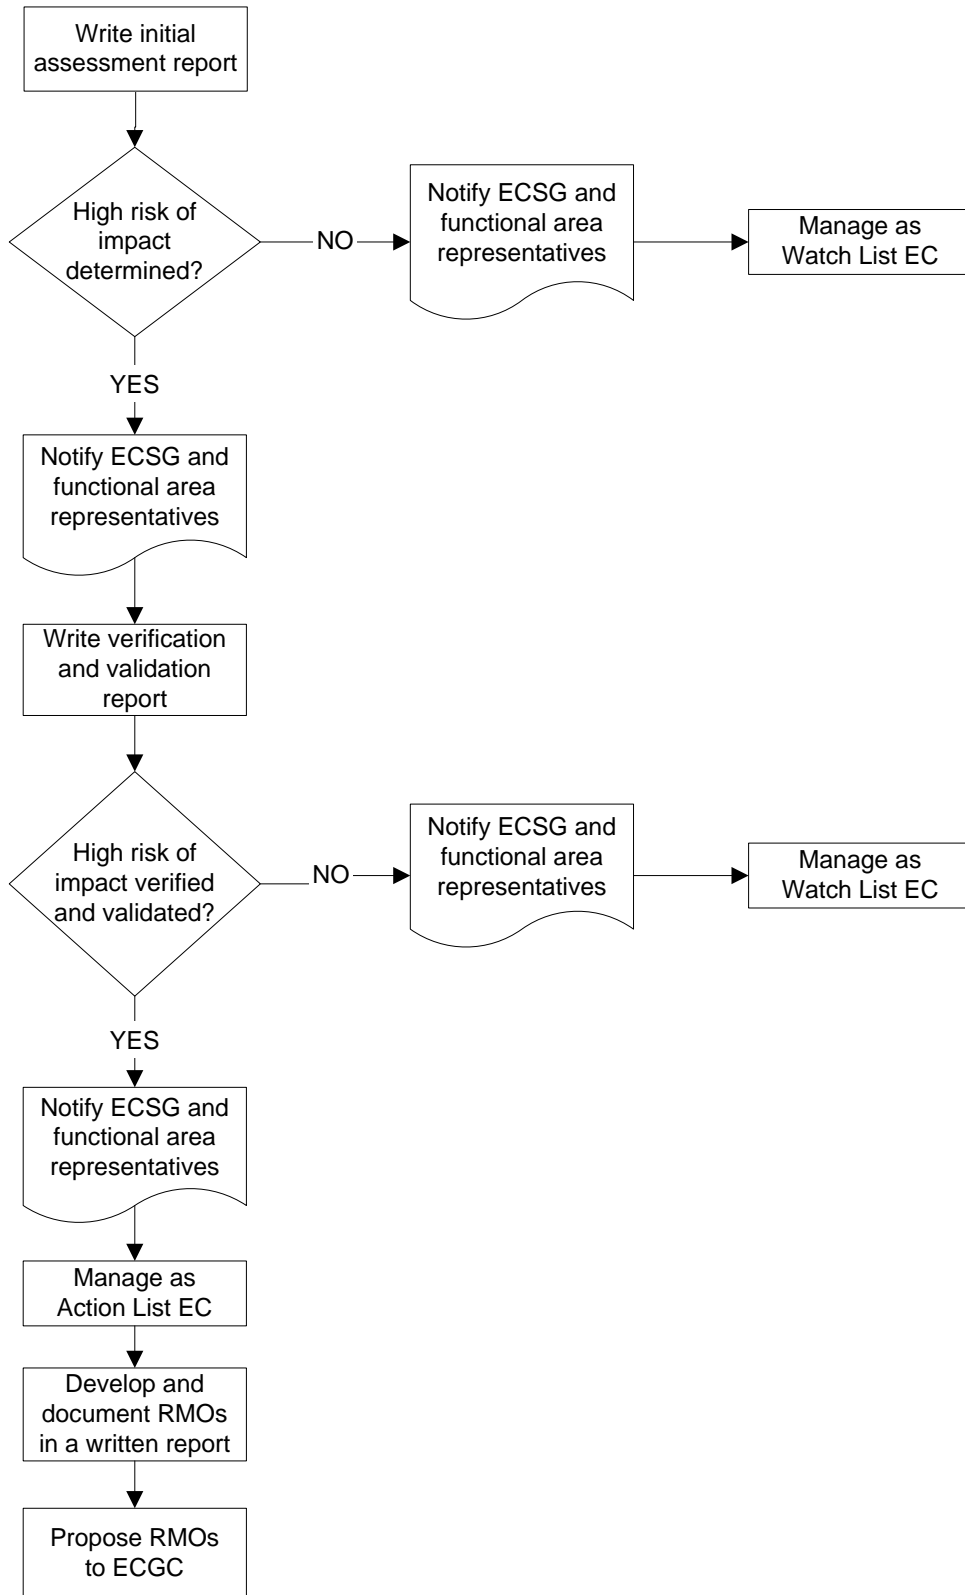 Write initial
assessment report
High risk of
impact
determined?
NO
Notify ECSG and
functional area
representatives
Manage as
Watch List EC
YES
Notify ECSG and
functional area
representatives
Write verification
and validation
report
High risk of
impact verified
and validated?
NO
Notify ECSG and
functional area
representatives
Manage as
Watch List EC
YES
Notify ECSG and
functional area
representatives
Manage as
Action List EC
Develop and
document RMOs
in a written report
Propose RMOs
to ECGC